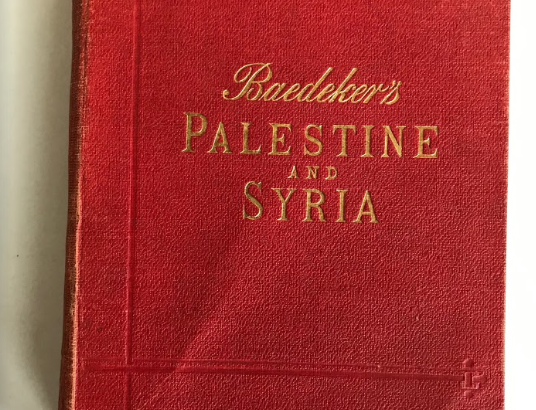 Baedeker's
PALESTINE
AND
SYRIA